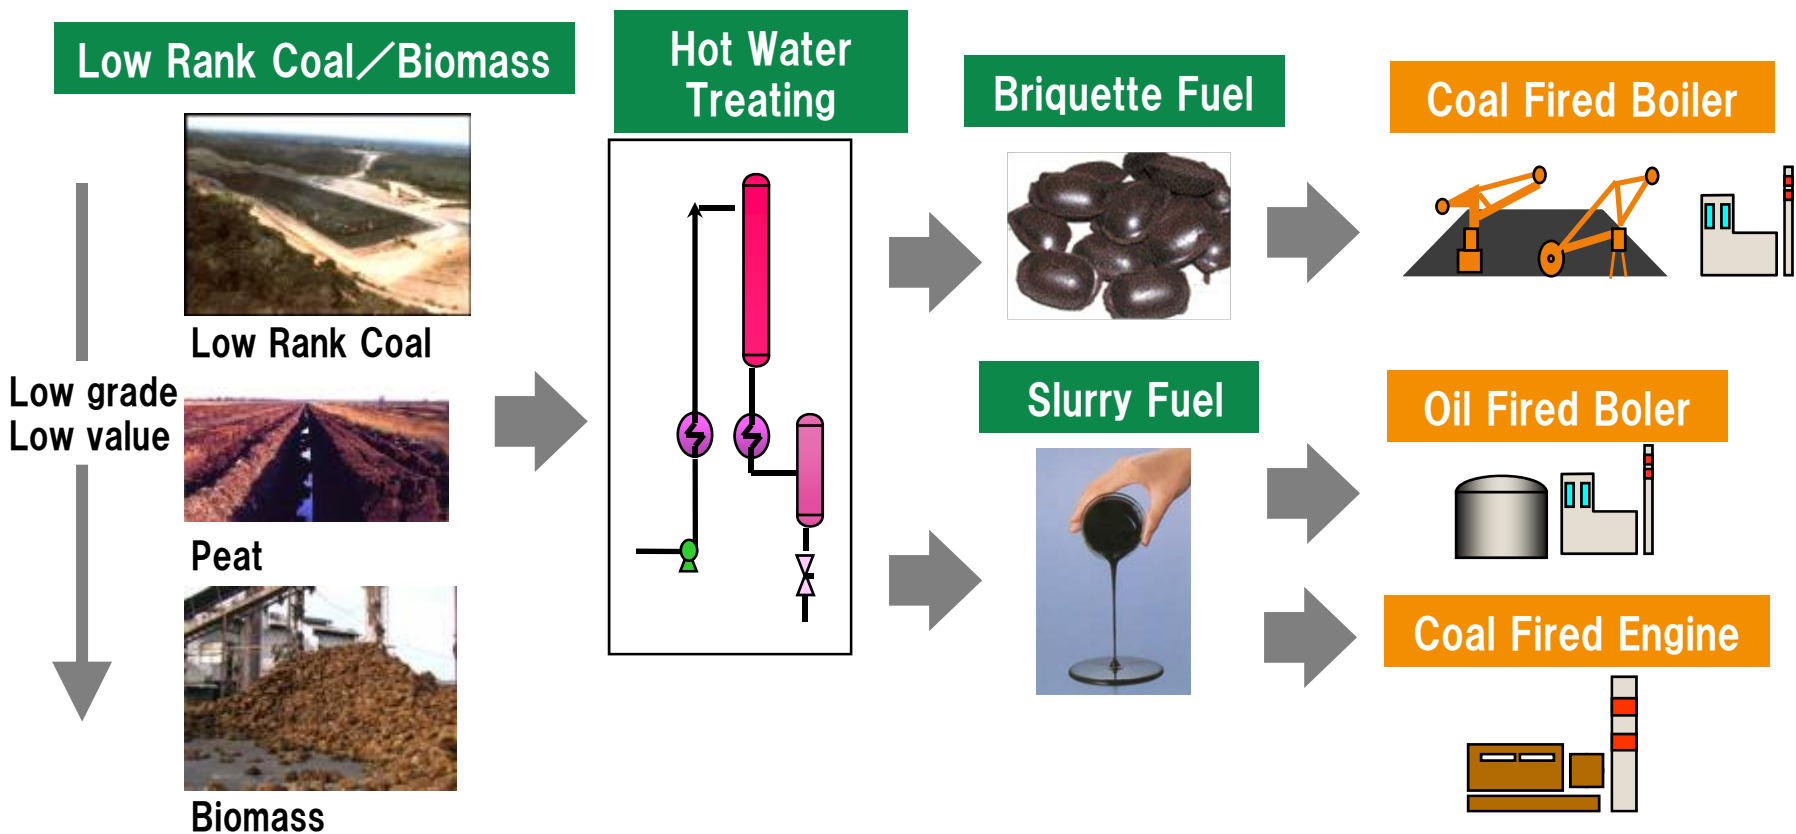 Low Rank Coal／Biomass
Low Rank Coal
Low grade
Low value
Peat
Biomass
Hot Water
Treating
Briquette Fuel
Slurry Fuel
Coal Fired Boiler
Oil Fired Boler
Coal Fired Engine